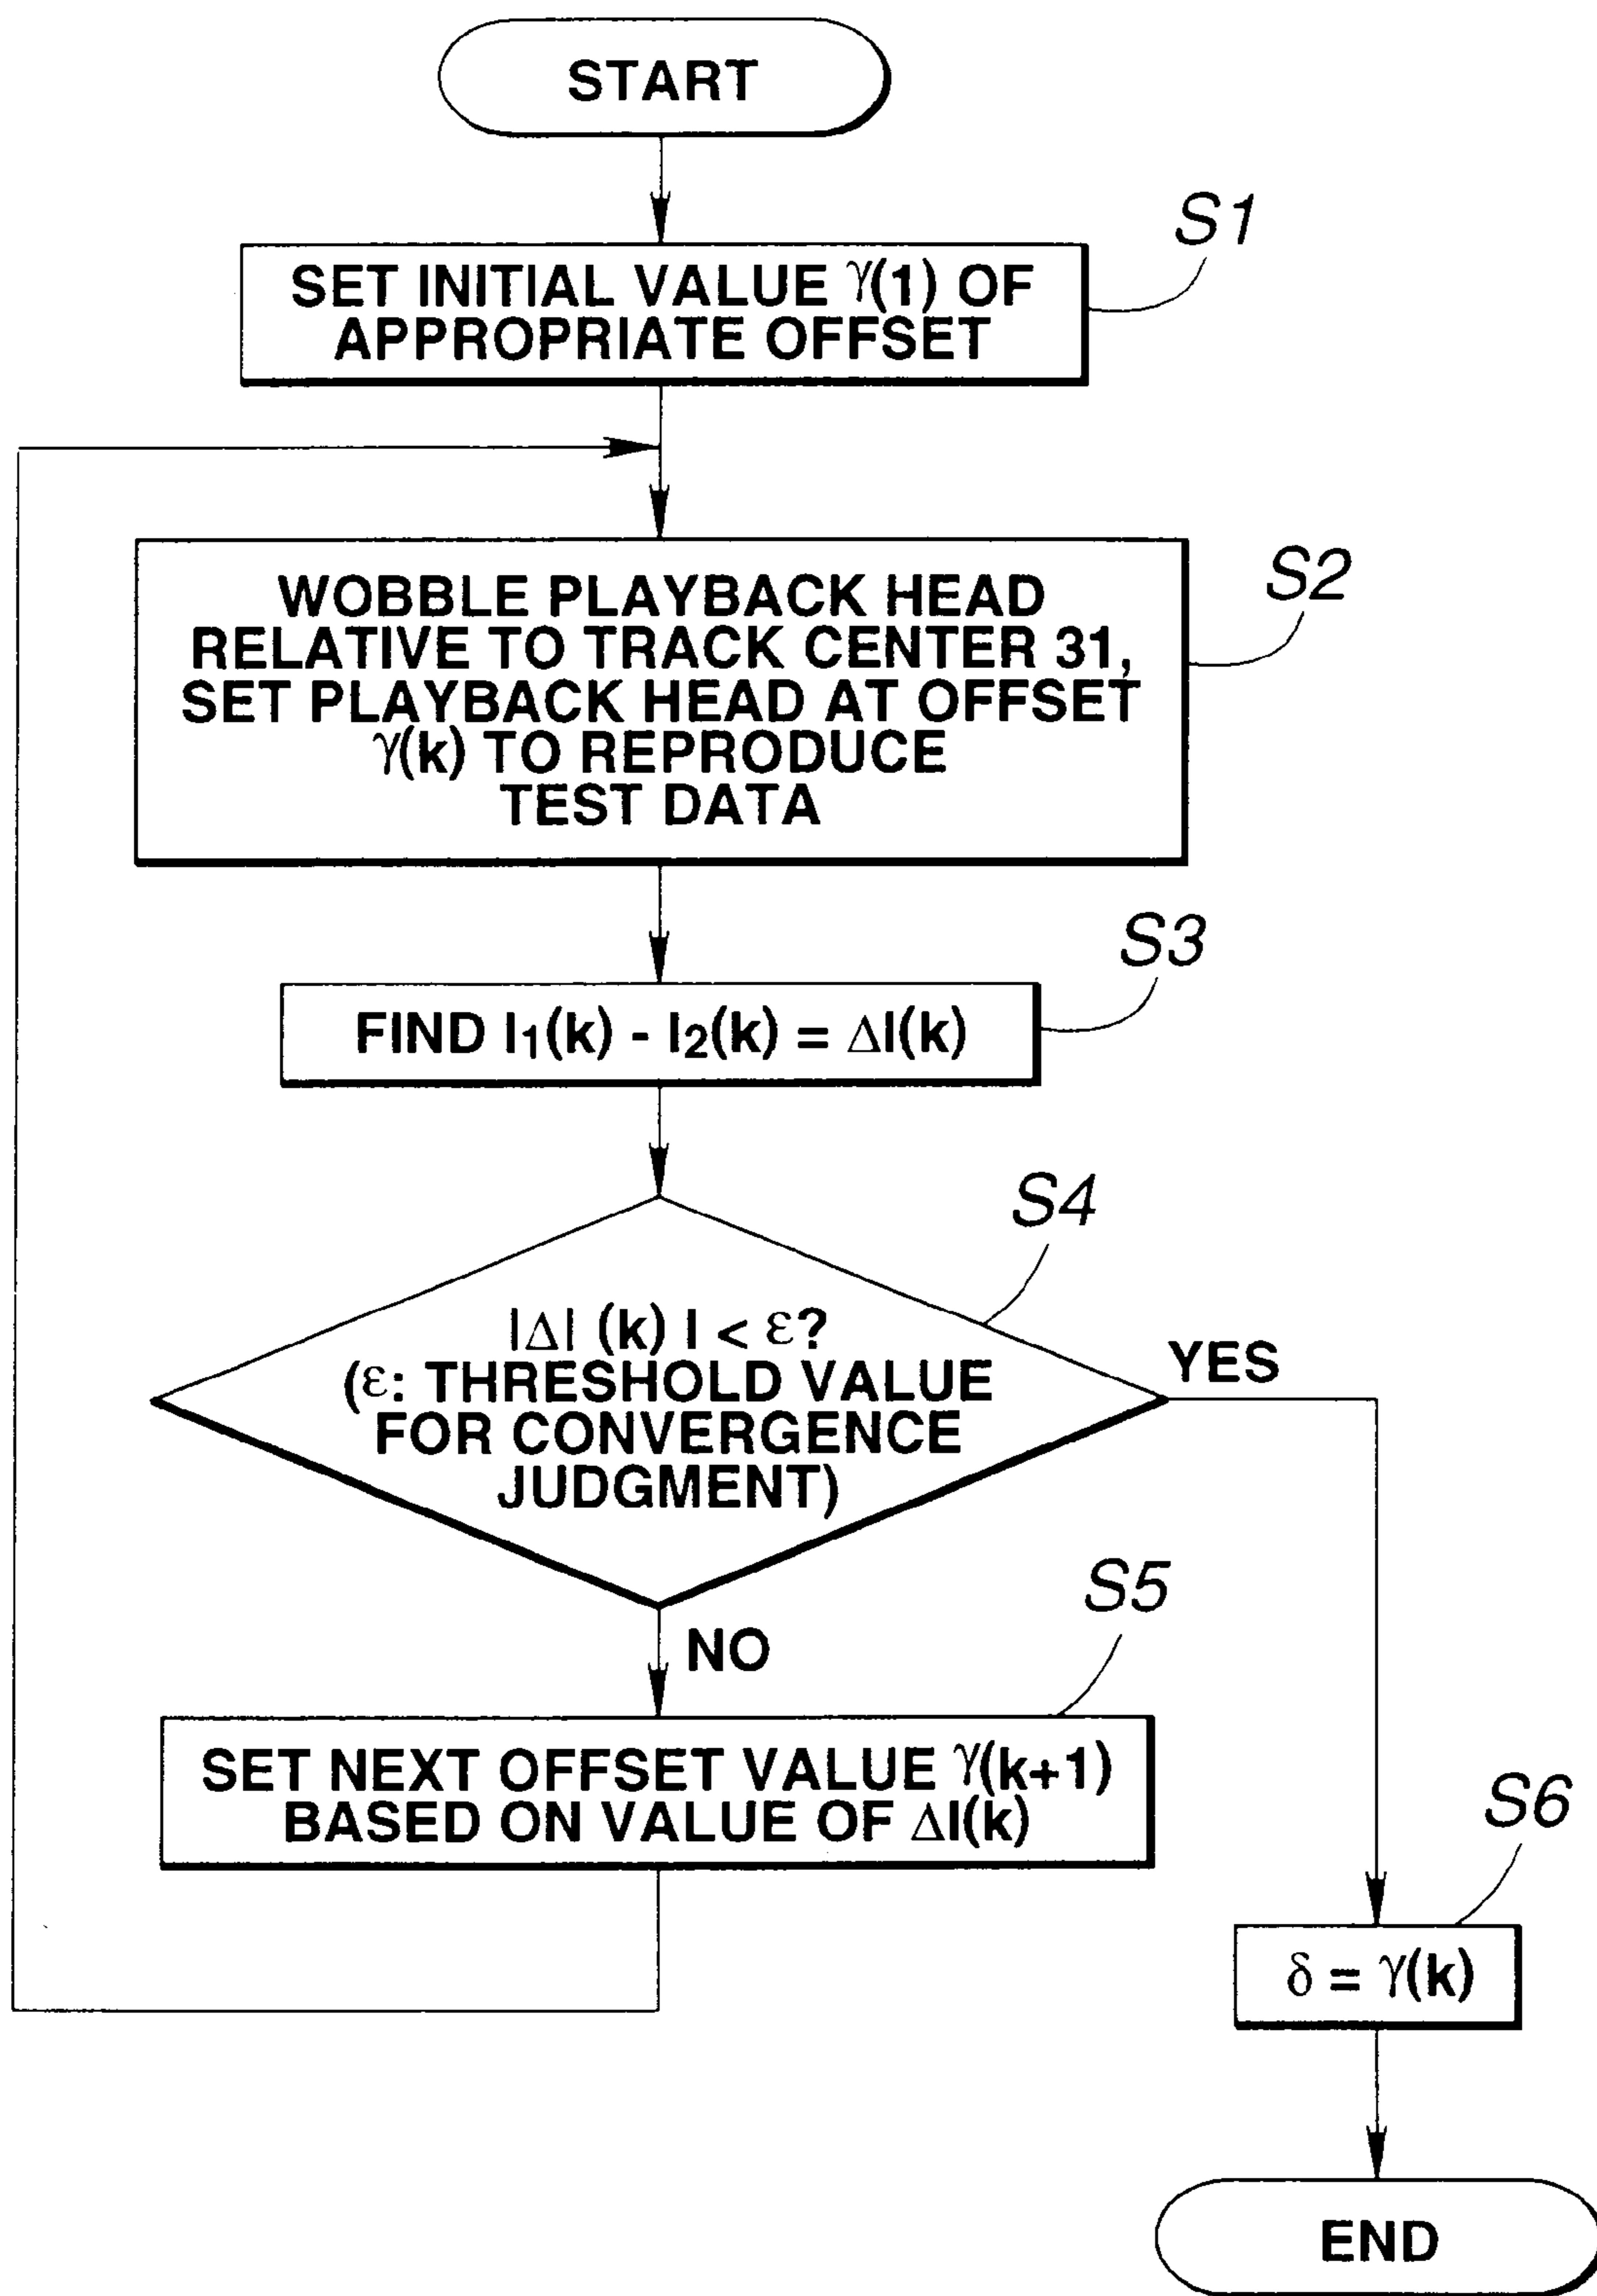 START
S1
SET INITIAL VALUE γ(1) OF
APPROPRIATE OFFSET
S2
WOBBLE PLAYBACK HEAD
RELATIVE TO TRACK CENTER 31,
SET PLAYBACK HEAD AT OFFSET
γ(k) TO REPRODUCE
TEST DATA
S3
FIND I1(k) - I2(k) = ΔI(k)
S4
|ΔI (k) I < ε?
(ε: THRESHOLD VALUE
FOR CONVERGENCE
JUDGMENT)
YES
NO
S5
SET NEXT OFFSET VALUE γ(k+1)
BASED ON VALUE OF ΔI(k)
S6
δ = γ(k)
END